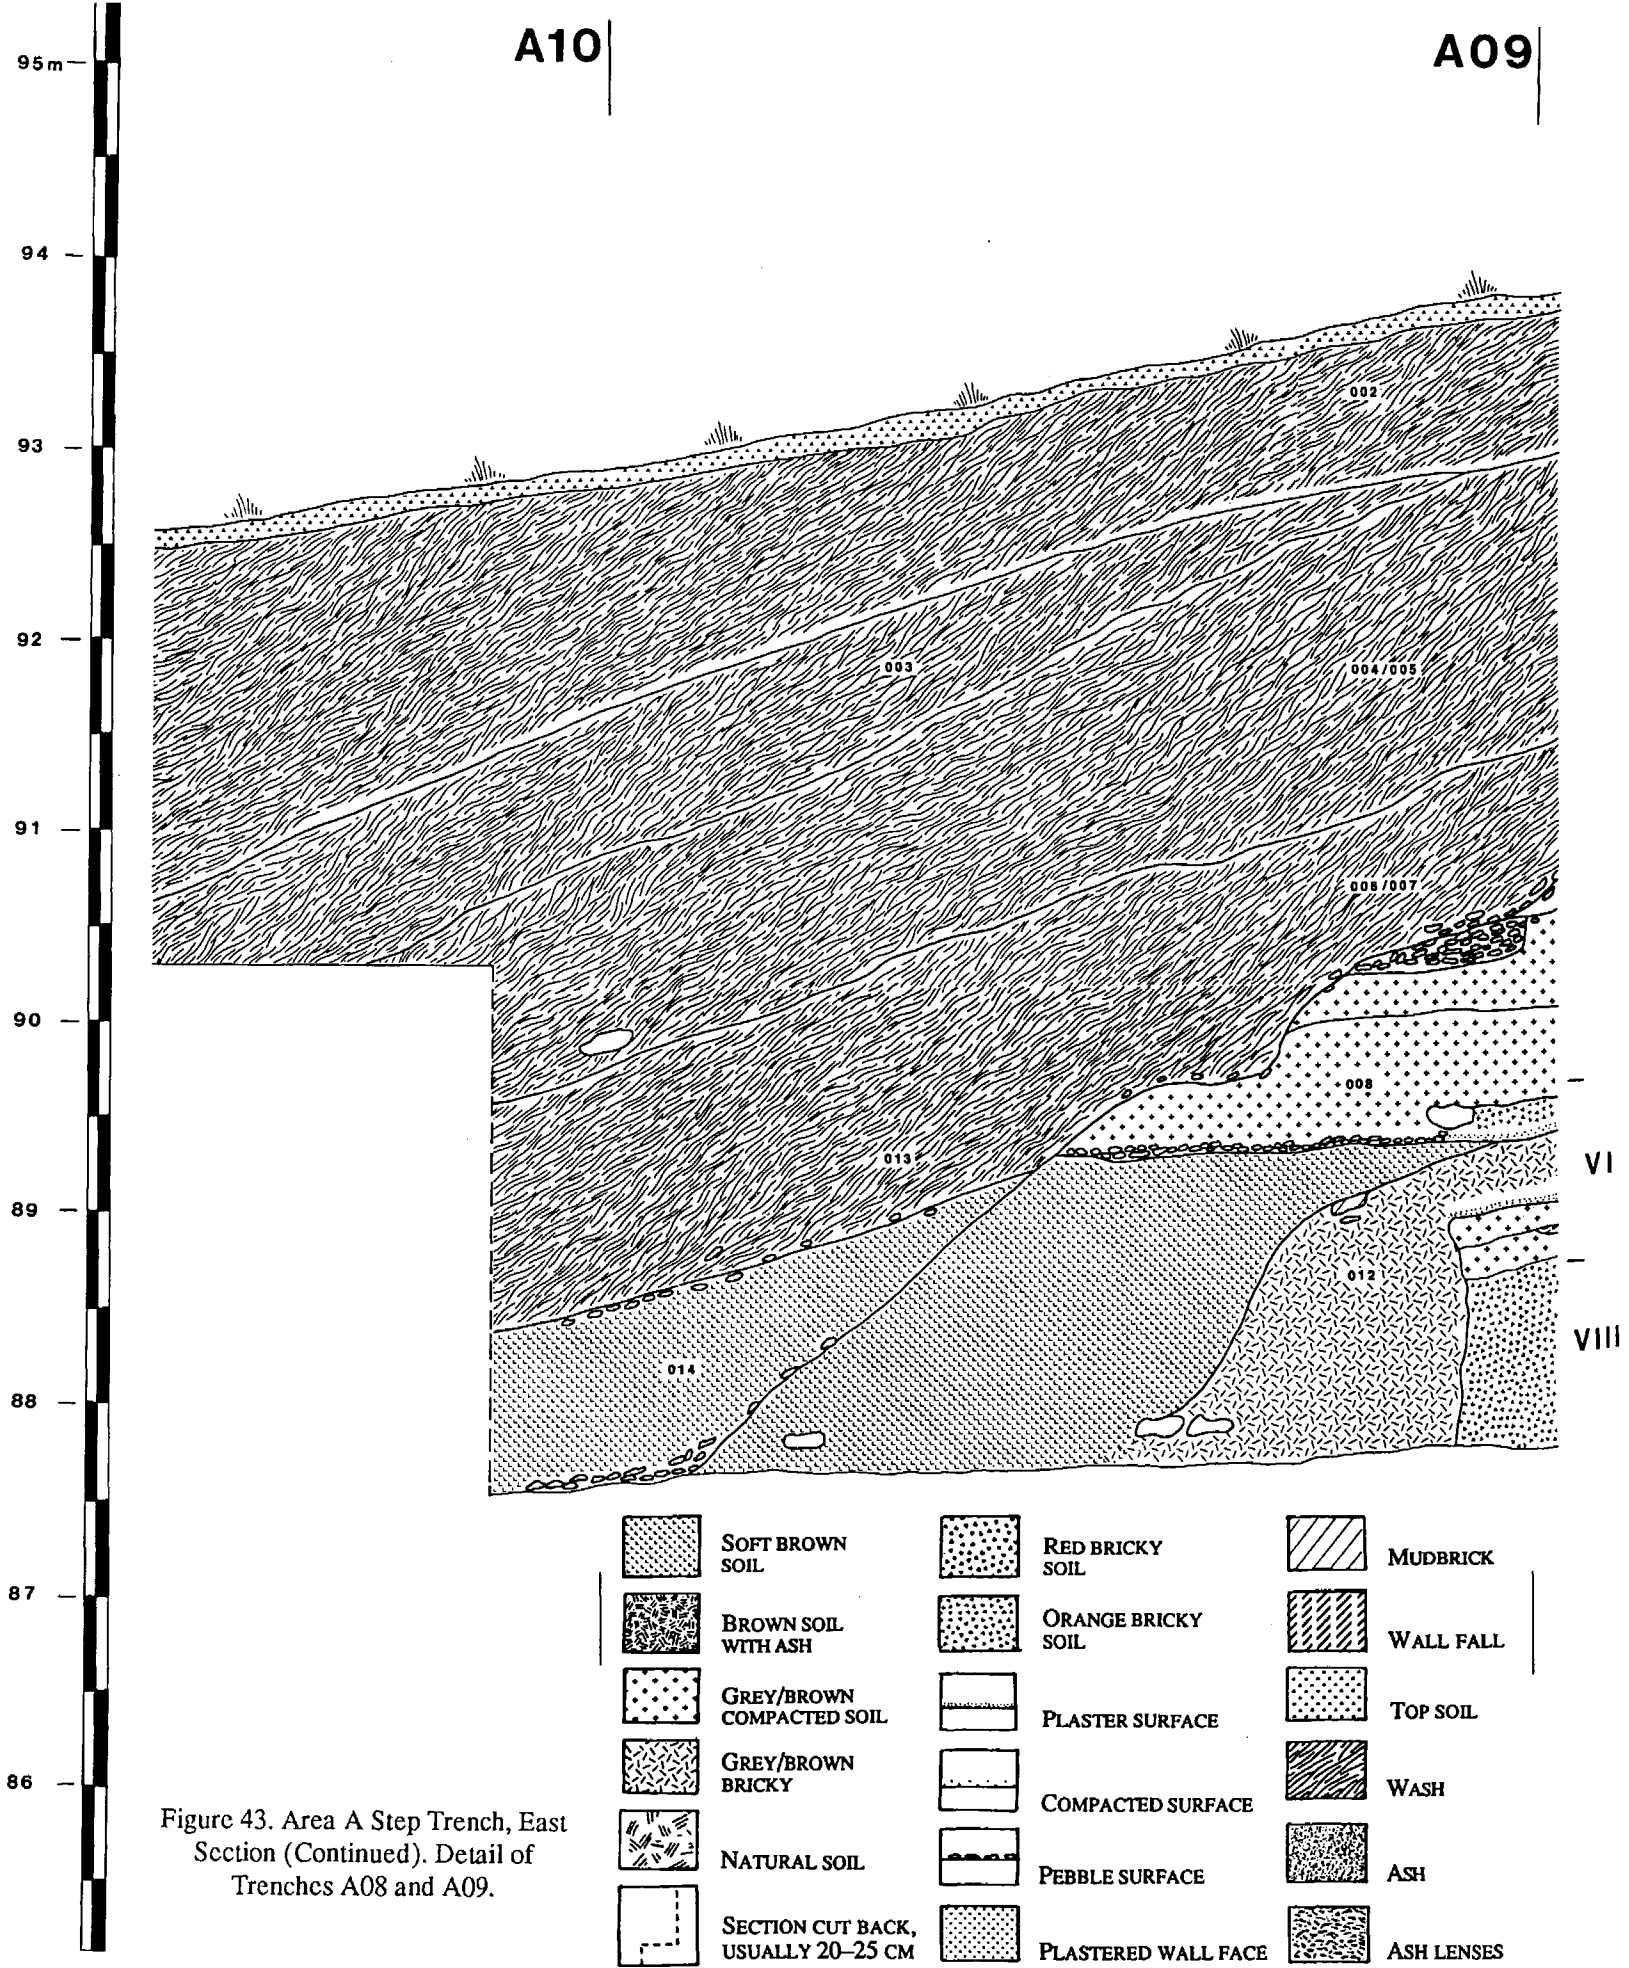 A10
A09
95m
94
93
92
91
90
89
88
87
86
002
003
004/005
006/007
008
013
012
014
VI
VIII
SOFT BROWN
SOIL
BROWN SOIL
WITH ASH
GREY/BROWN
COMPACTED SOIL
GREY/BROWN
BRICKY
NATURAL SOIL
SECTION CUT BACK,
USUALLY 20–25 CM
RED BRICKY
SOIL
ORANGE BRICKY
SOIL
PLASTER SURFACE
COMPACTED SURFACE
PEBBLE SURFACE
PLASTERED WALL FACE
MUDBRICK
WALL FALL
TOP SOIL
WASH
ASH
ASH LENSES
Figure 43. Area A Step Trench, East
Section (Continued). Detail of
Trenches A08 and A09.